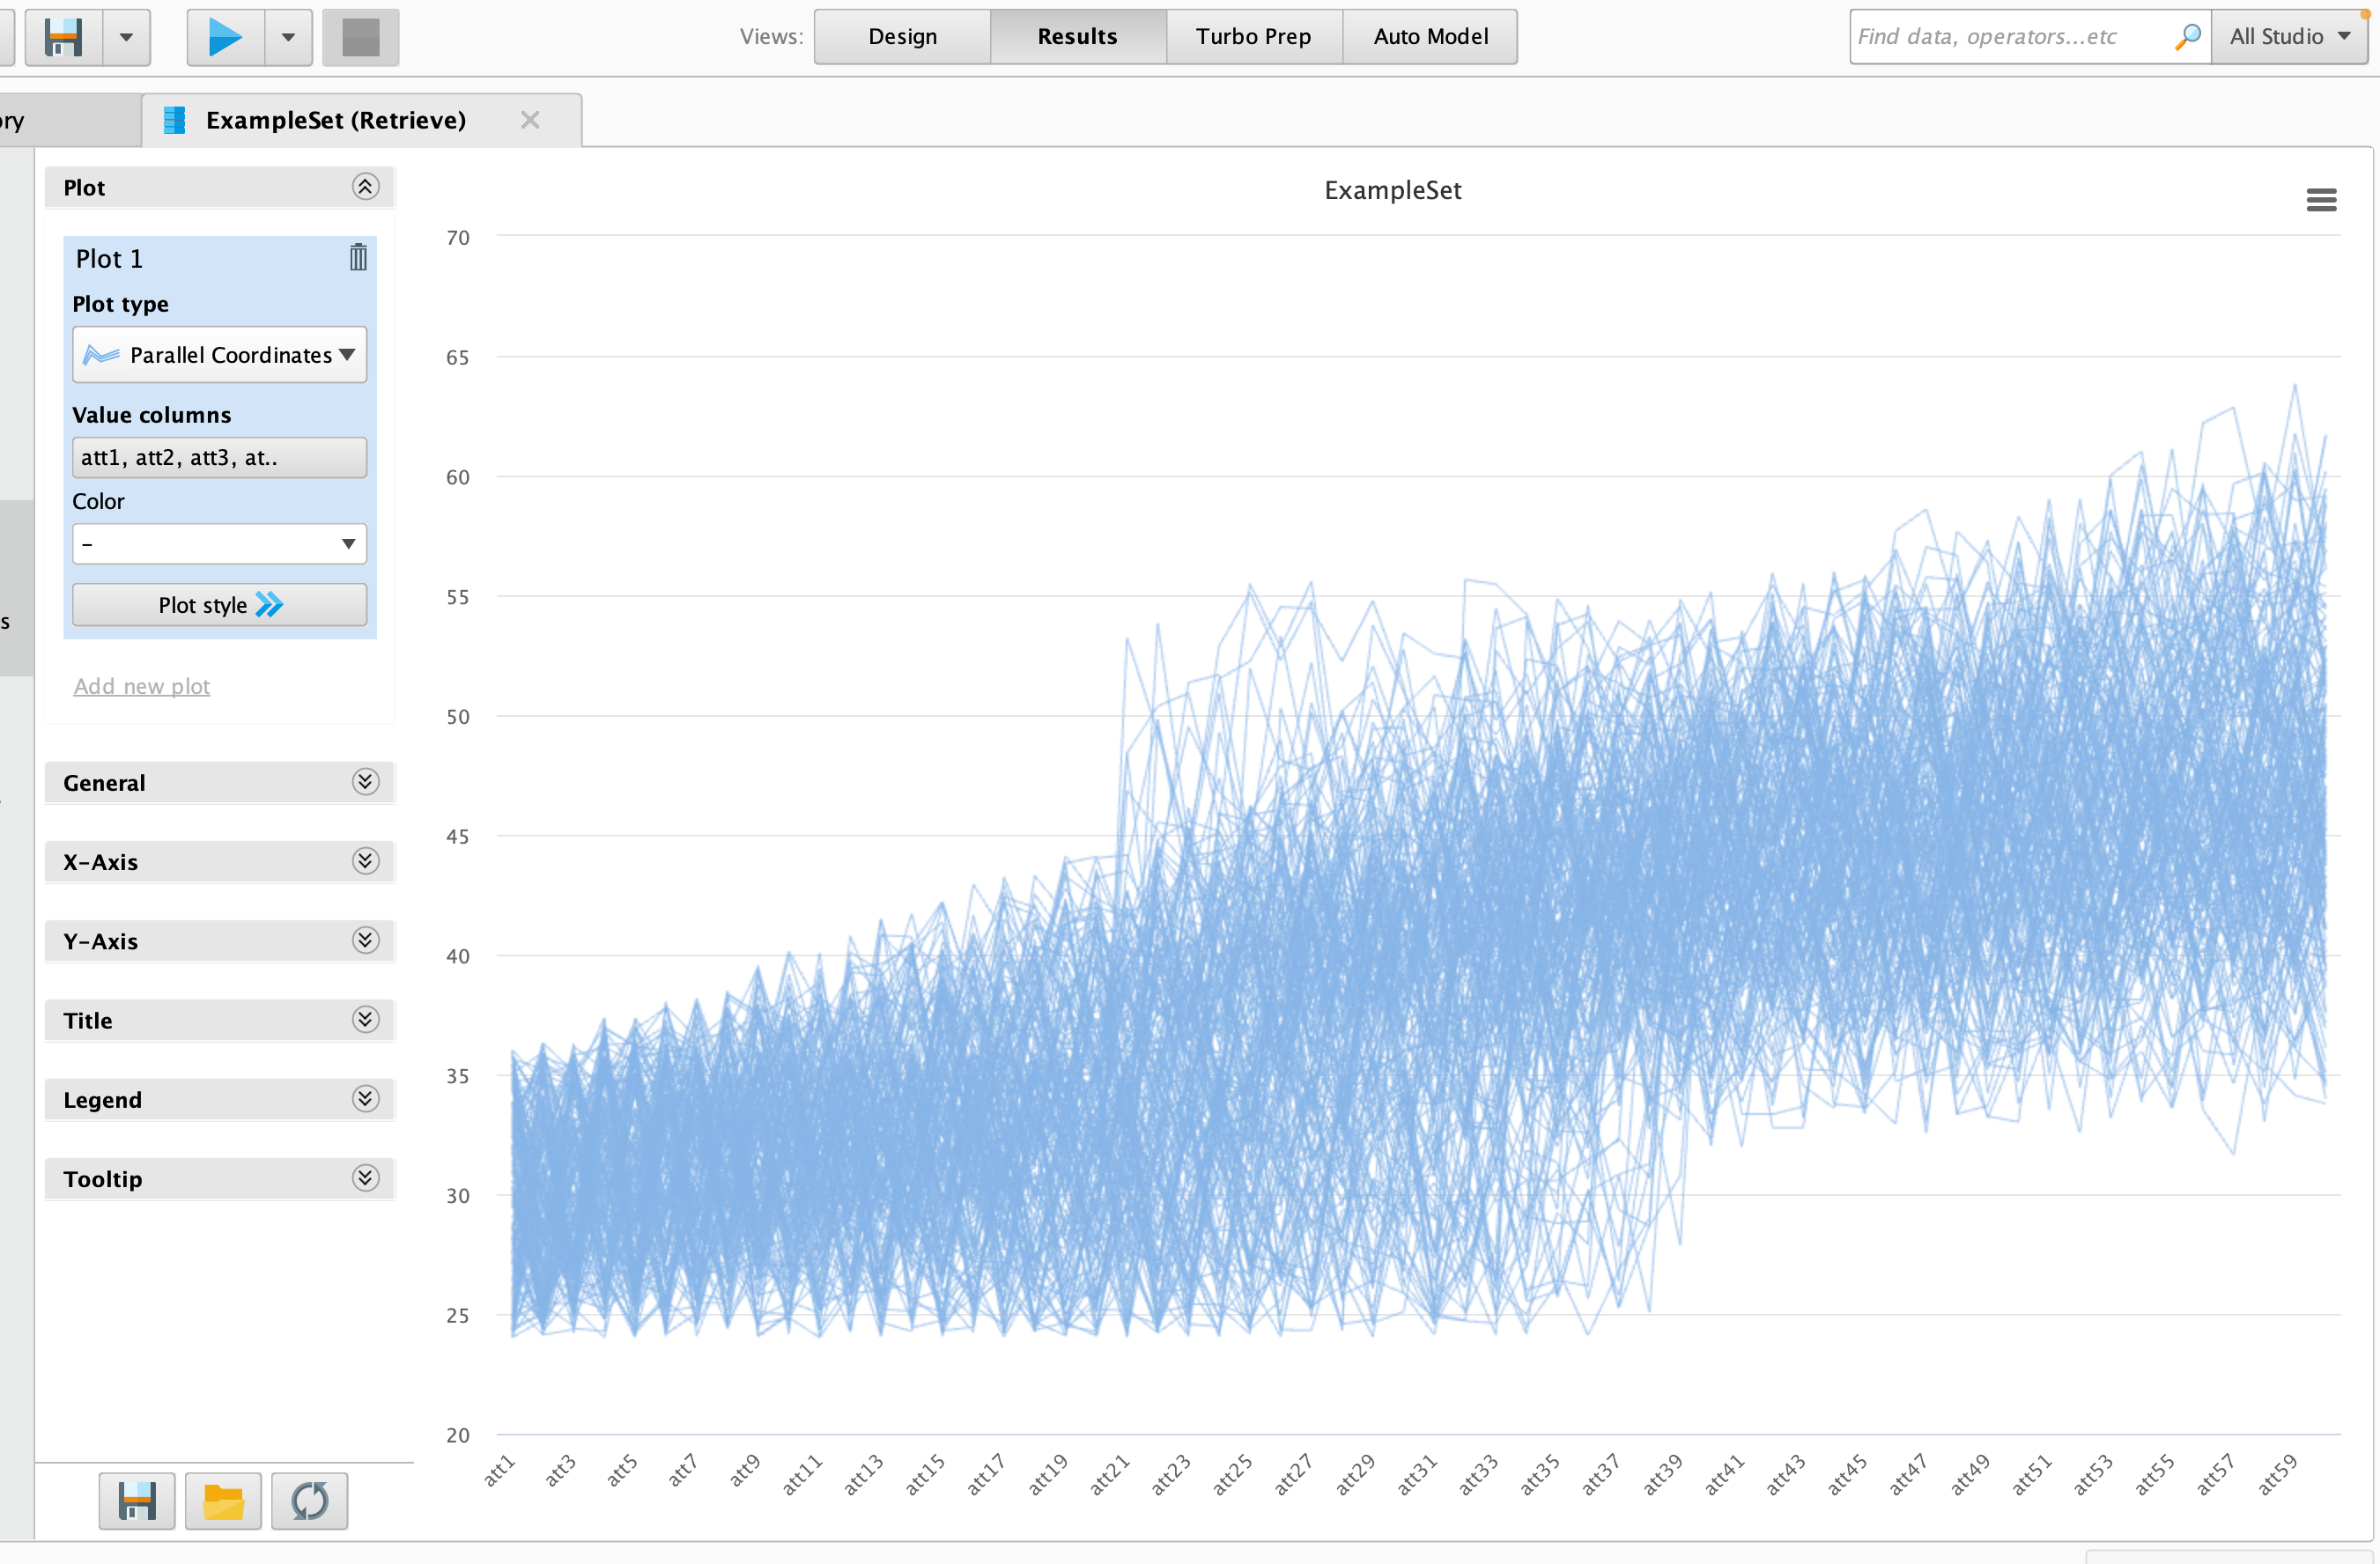 Views:
Design
Results
Turbo Prep
Auto Model
Find data, operators...etc
All Studio
ry
ExampleSet (Retrieve)
Plot
Plot 1
Plot type
Parallel Coordinates
Value columns
att1, att2, att3, at..
Color
–
Plot style
Add new plot
General
X-Axis
Y-Axis
Title
Legend
Tooltip
s
ExampleSet
70
65
60
55
50
45
40
35
30
25
20
att1
att3
att5
att7
att9
att11
att13
att15
att17
att19
att21
att23
att25
att27
att29
att31
att33
att35
att37
att39
att41
att43
att45
att47
att49
att51
att53
att55
att57
att59